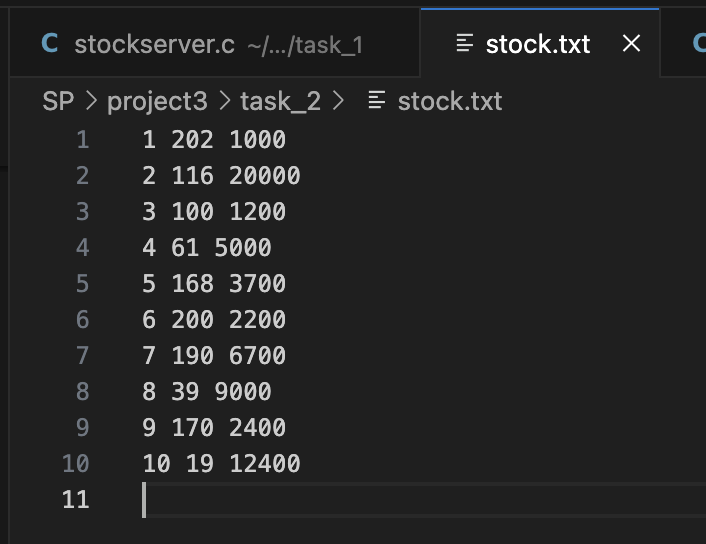 C stockserver.c ~/.../task_1 stock.txt
SP > project3 > task_2 > stock.txt
1 1 202 1000
2 2 116 20000
3 3 100 1200
4 4 61 5000
5 5 168 3700
6 6 200 2200
7 7 190 6700
8 8 39 9000
9 9 170 2400
10 10 19 12400
11